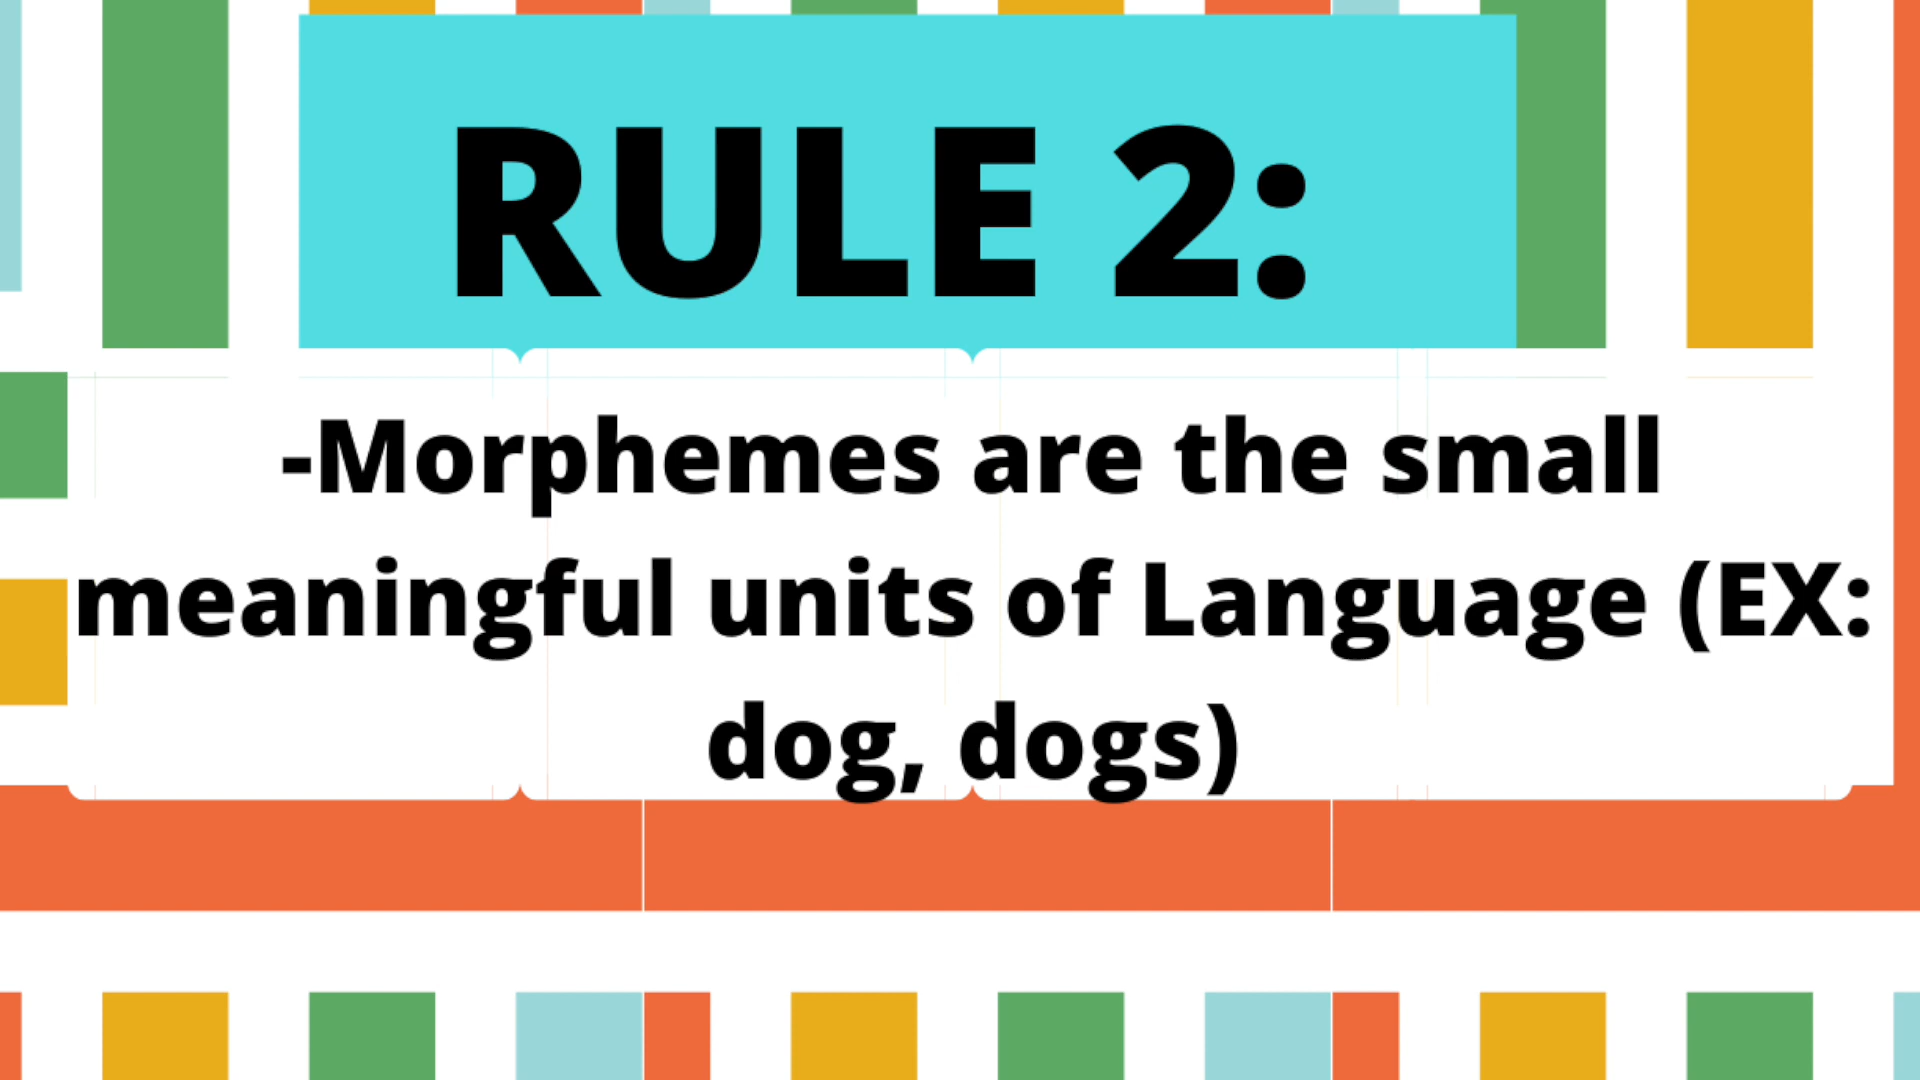 RULE 2:
-Morphemes are the small
meaningful units of Language (EX:
dog, dogs)